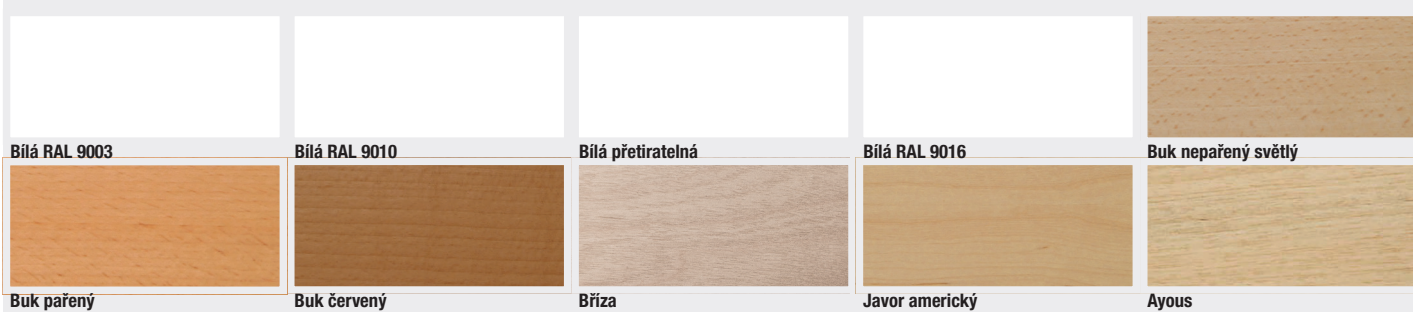 Bílá RAL 9003
Bílá RAL 9010
Bílá přetiratelná
Bílá RAL 9016
Buk nepařený světlý
Buk pařený
Buk červený
Bříza
Javor americký
Ayous